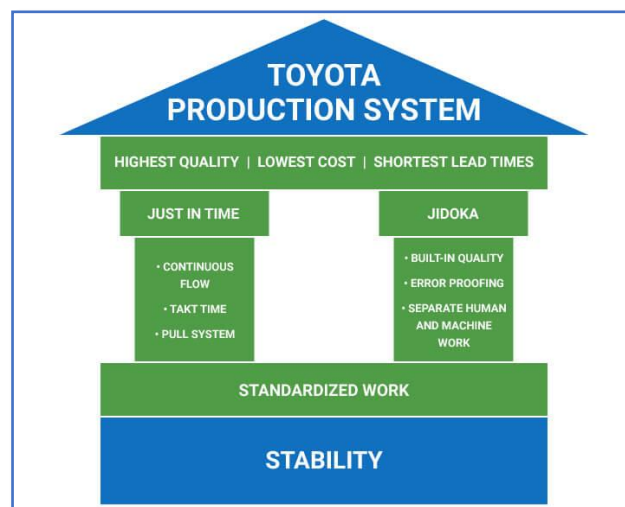 TOYOTA
PRODUCTION SYSTEM
HIGHEST QUALITY | LOWEST COST | SHORTEST LEAD TIMES
JUST IN TIME
• CONTINUOUS
FLOW
• TAKT TIME
• PULL SYSTEM
JIDOKA
• BUILT-IN QUALITY
• ERROR PROOFING
• SEPARATE HUMAN
AND MACHINE
WORK
STANDARDIZED WORK
STABILITY